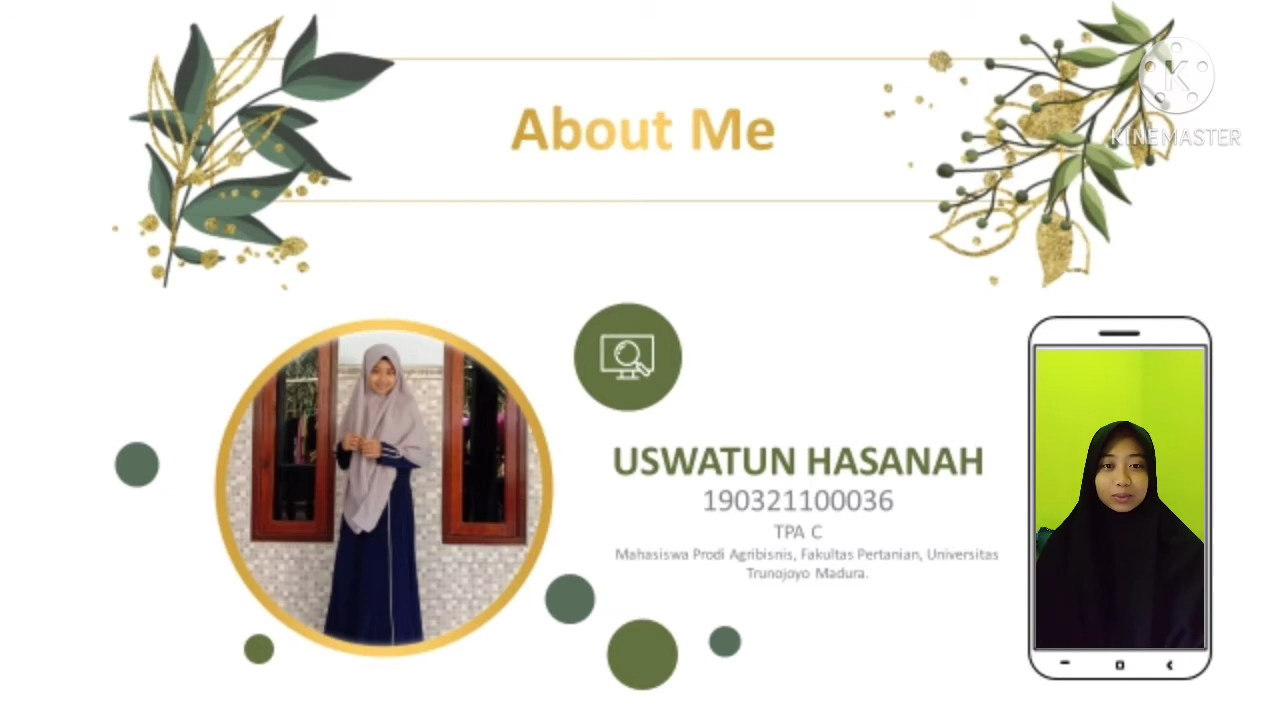 About Me
K
KINEMASTER
USWATUN HASANAH
190321100036
TPA C
Mahasiswa Prodi Agribisnis, Fakultas Pertanian, Universitas
Trunojoyo Madura.